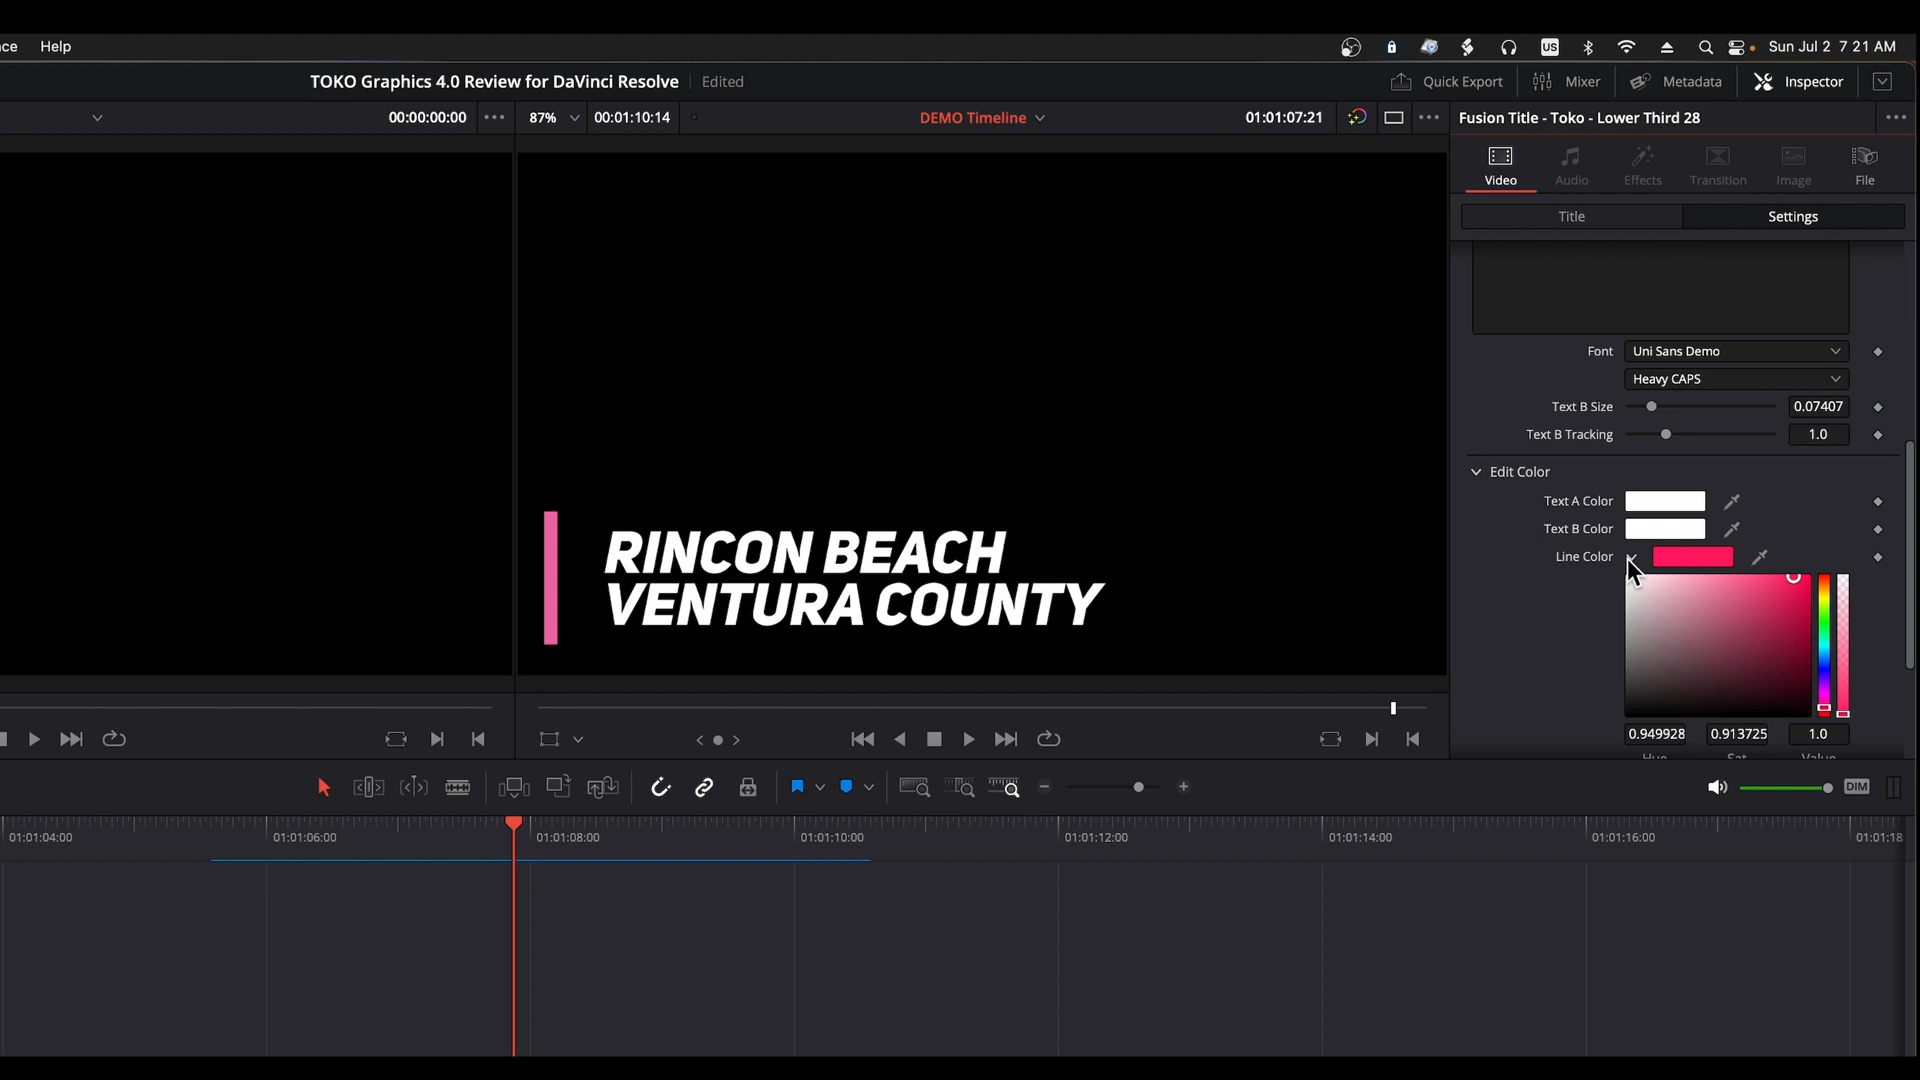 ce Help
US
Sun Jul 2 7 21 AM
TOKO Graphics 4.0 Review for DaVinci Resolve Edited
Quick Export Mixer Metadata Inspector
00:00:00:00 87% 00:01:10:14 DEMO Timeline 01:01:07:21
Fusion Title - Toko - Lower Third 28
Video Audio Effects Transition Image File
Title Settings
Font Uni Sans Demo
Heavy CAPS
Text B Size 0.07407
Text B Tracking 1.0
Edit Color
Text A Color
Text B Color
Line Color
RINCON BEACH
VENTURA COUNTY
0.949928 0.913725 1.0
Hue Sat Value
DIM
01:01:04:00 01:01:06:00 01:01:08:00 01:01:10:00 01:01:12:00 01:01:14:00 01:01:16:00 01:01:18